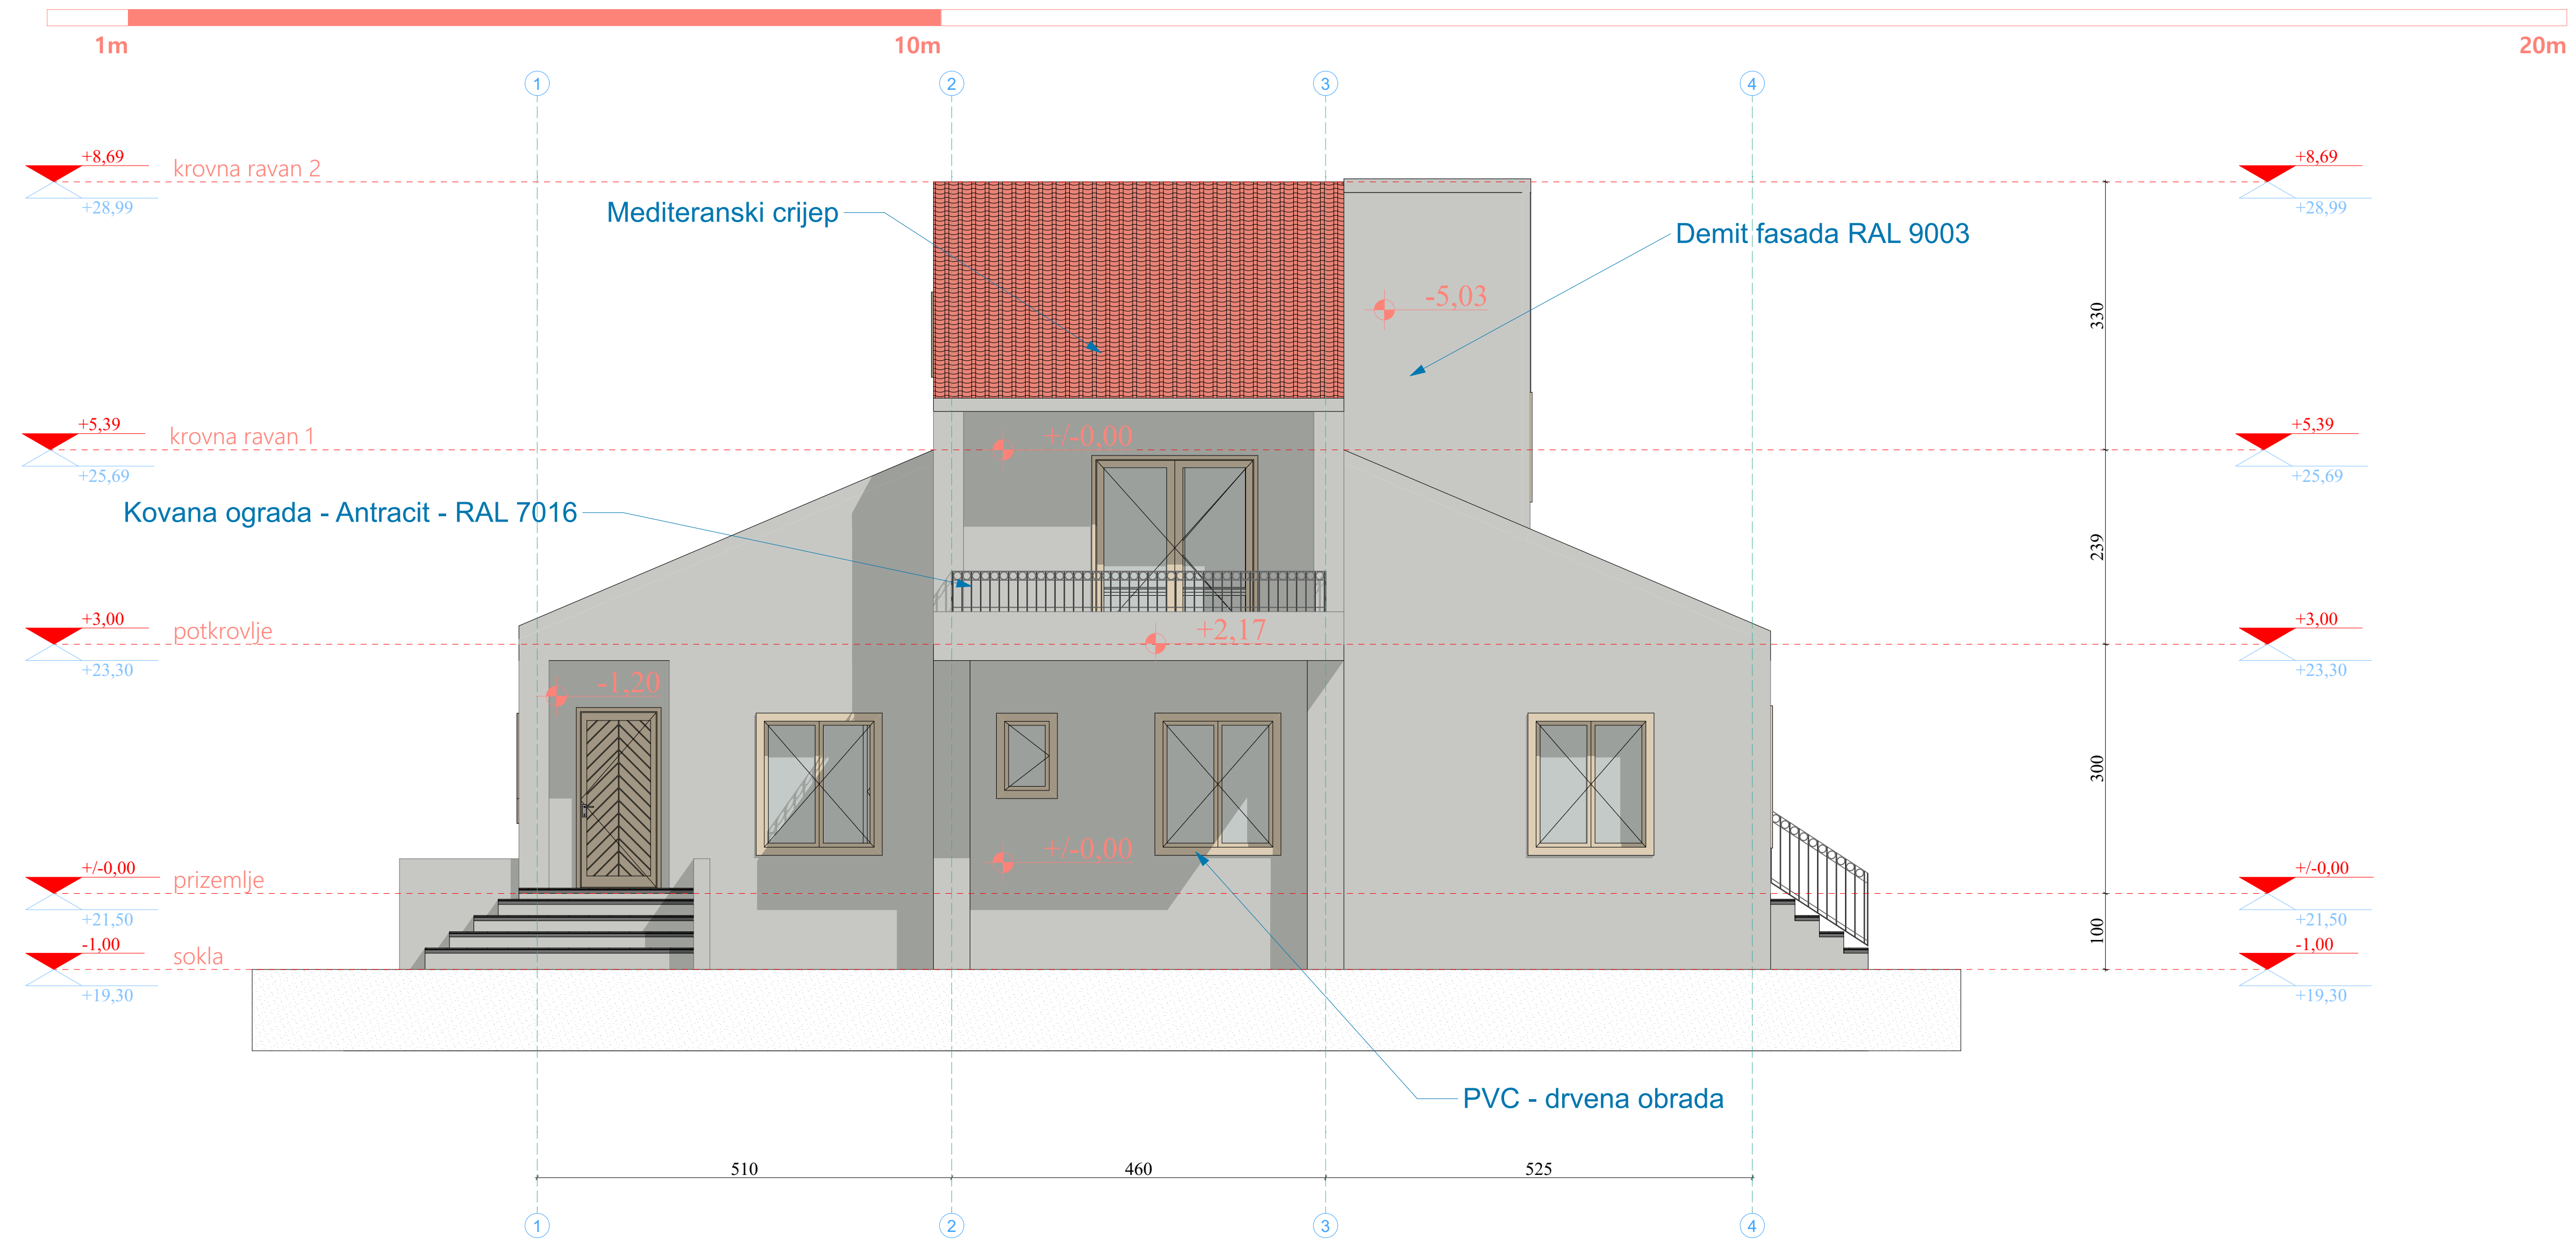 1m 10m 20m
1 2 3 4
+8,69 krovna ravan 2 +8,69
+28,99 +28,99
Mediteranski crijep
Demit fasada RAL 9003
-5,03
330
+5,39 krovna ravan 1 +/-0,00 +5,39
+25,69 +25,69
Kovana ograda - Antracit - RAL 7016
239
+3,00 potkrovlje +2,17 +3,00
+23,30 +23,30
-1,20
300
+/-0,00
+/-0,00 prizemlje +/-0,00
+21,50 +21,50
100
-1,00 sokla -1,00
+19,30 +19,30
PVC - drvena obrada
510 460 525
1 2 3 4